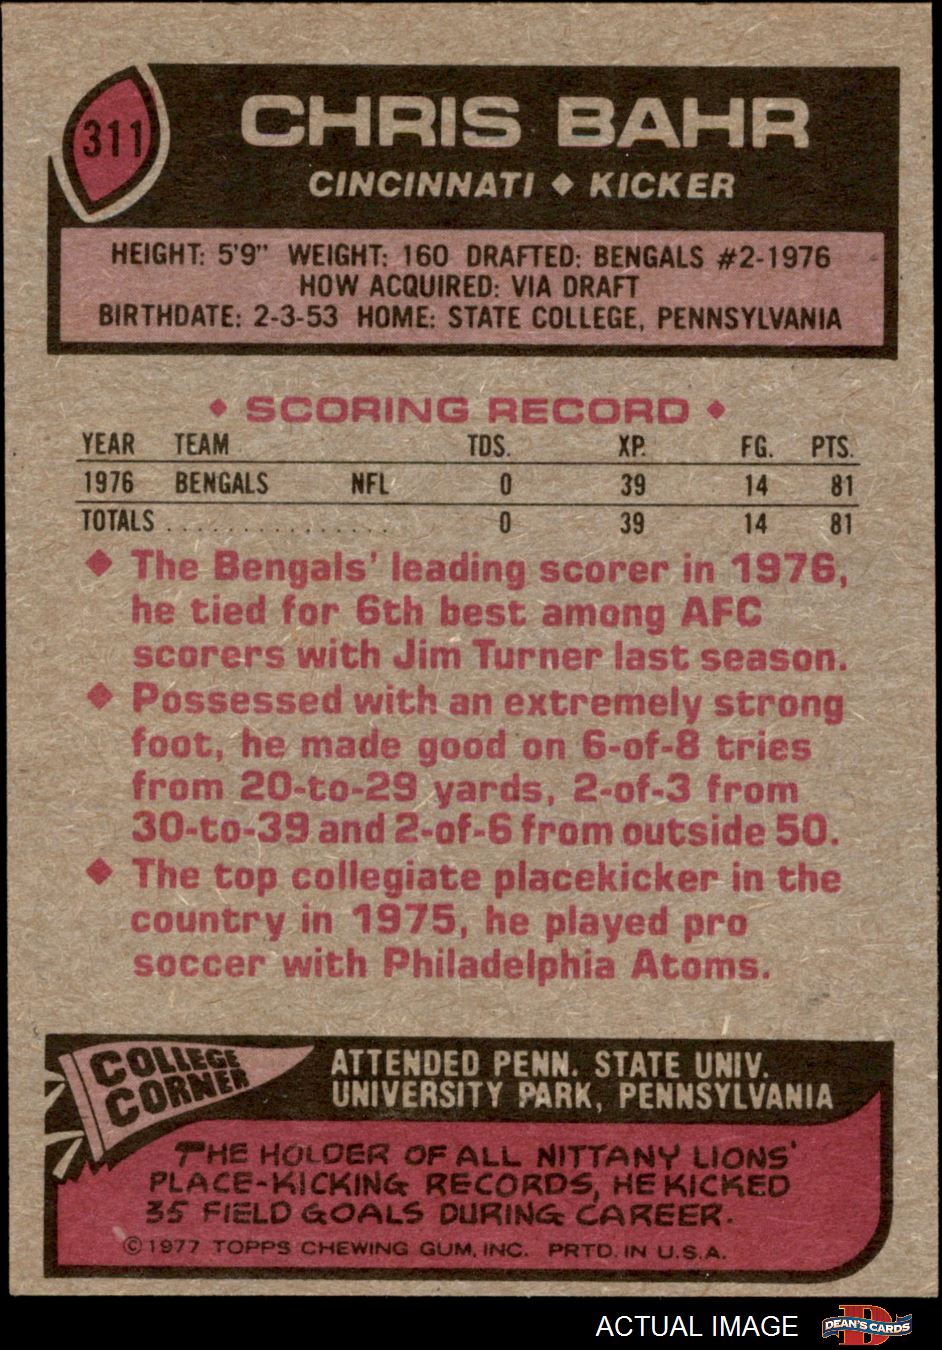 311
CHRIS BAHR
CINCINNATI ◆ KICKER
HEIGHT: 5'9" WEIGHT: 160 DRAFTED: BENGALS #2-1976
HOW ACQUIRED: VIA DRAFT
BIRTHDATE: 2-3-53 HOME: STATE COLLEGE, PENNSYLVANIA
◆ SCORING RECORD ◆
YEAR TEAM TDS. XP. FG. PTS.
1976 BENGALS NFL 0 39 14 81
TOTALS . . . . . . . . . . . . . . . 0 39 14 81
◆ The Bengals' leading scorer in 1976,
he tied for 6th best among AFC
scorers with Jim Turner last season.
◆ Possessed with an extremely strong
foot, he made good on 6-of-8 tries
from 20-to-29 yards, 2-of-3 from
30-to-39 and 2-of-6 from outside 50.
◆ The top collegiate placekicker in the
country in 1975, he played pro
soccer with Philadelphia Atoms.
COLLEGE
CORNER
ATTENDED PENN. STATE UNIV.
UNIVERSITY PARK, PENNSYLVANIA
THE HOLDER OF ALL NITTANY LIONS'
PLACE-KICKING RECORDS, HE KICKED
35 FIELD GOALS DURING CAREER.
©1977 TOPPS CHEWING GUM, INC. PRTD. IN U.S.A.
ACTUAL IMAGE
D
DEAN'S CARDS